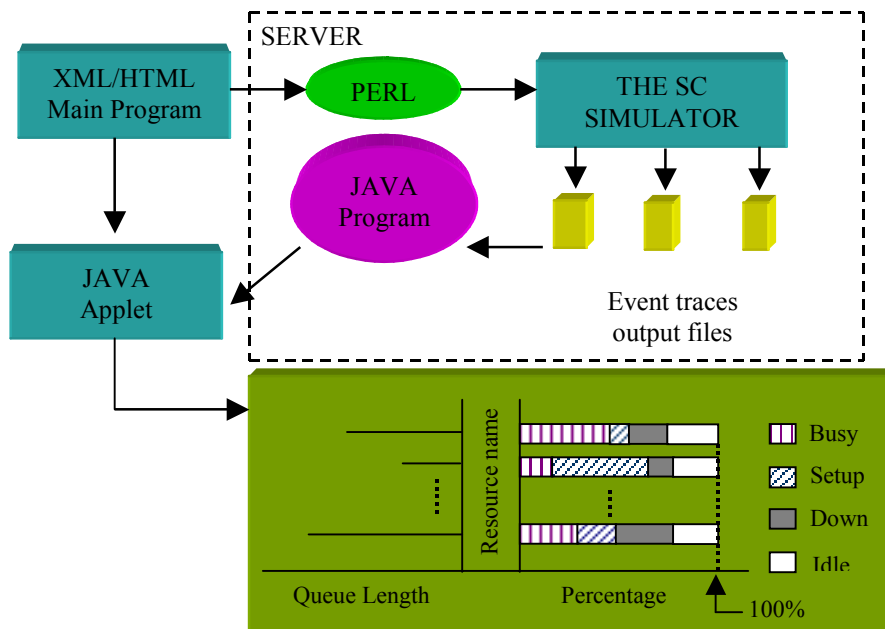 SERVER
XML/HTML
Main Program
PERL
THE SC
SIMULATOR
JAVA
Program
JAVA
Applet
Event traces
output files
Resource name
Busy
Setup
Down
Idle
Queue Length
Percentage
100%